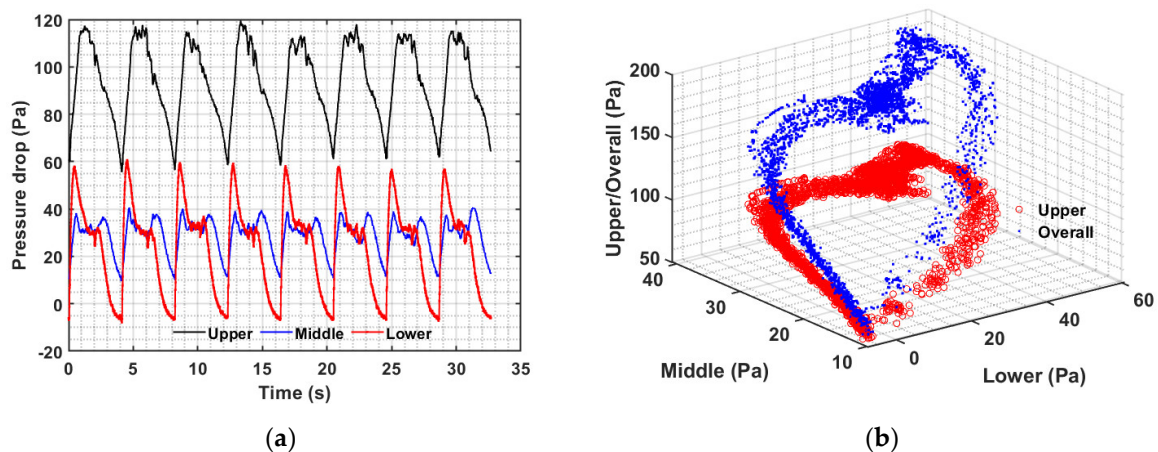 120
100
80
60
40
20
0
-20
Pressure drop (Pa)
Upper Middle Lower
0 5 10 15 20 25 30 35
Time (s)
(a)
200
150
100
50
Upper/Overall (Pa)
Upper
Overall
40
30
20
10
Middle (Pa)
0
20
40
60
Lower (Pa)
(b)